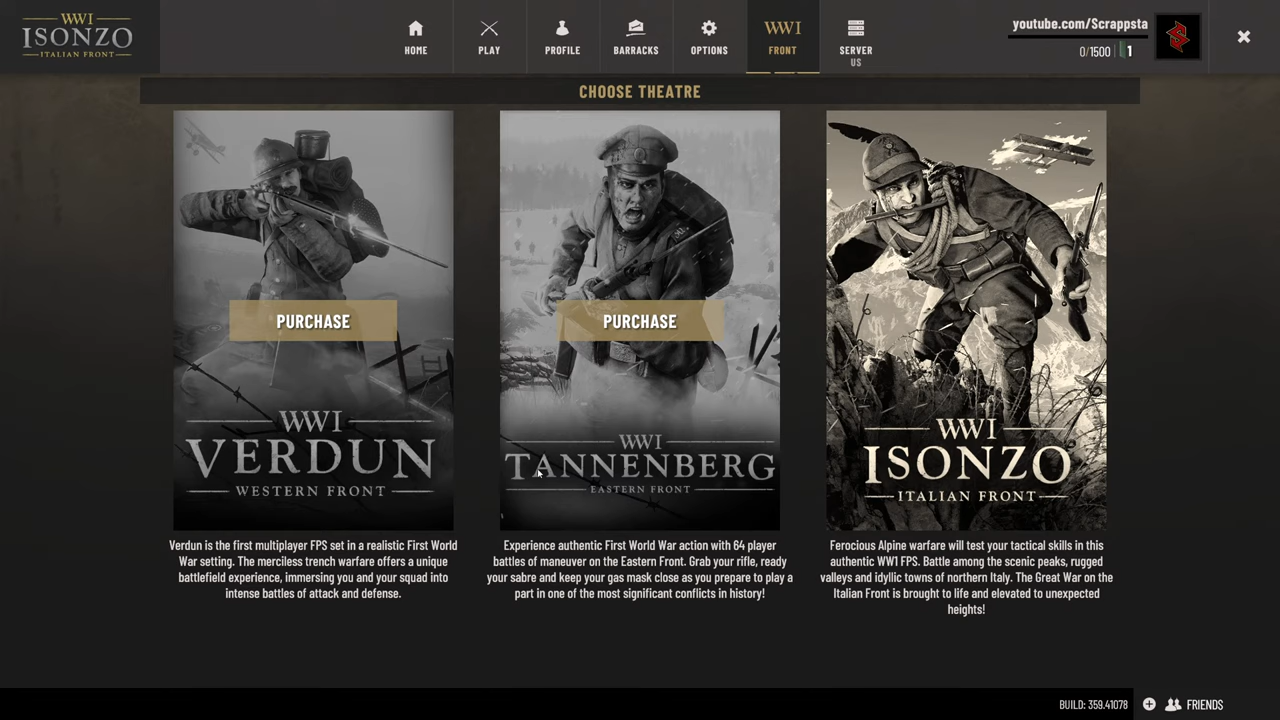 WWI
ISONZO
ITALIAN FRONT
HOME
PLAY
PROFILE
BARRACKS
OPTIONS
WWI
FRONT
SERVER
US
youtube.com/Scrappsta
0/1500
1
CHOOSE THEATRE
PURCHASE
WWI
VERDUN
WESTERN FRONT
Verdun is the first multiplayer FPS set in a realistic First World
War setting. The merciless trench warfare offers a unique
battlefield experience, immersing you and your squad into
intense battles of attack and defense.
PURCHASE
WWI
TANNENBERG
EASTERN FRONT
Experience authentic First World War action with 64 player
battles of maneuver on the Eastern Front. Grab your rifle, ready
your sabre and keep your gas mask close as you prepare to play a
part in one of the most significant conflicts in history!
WWI
ISONZO
ITALIAN FRONT
Ferocious Alpine warfare will test your tactical skills in this
authentic WW1 FPS. Battle among the scenic peaks, rugged
valleys and idyllic towns of northern Italy. The Great War on the
Italian Front is brought to life and elevated to unexpected
heights!
BUILD: 359.41078
FRIENDS